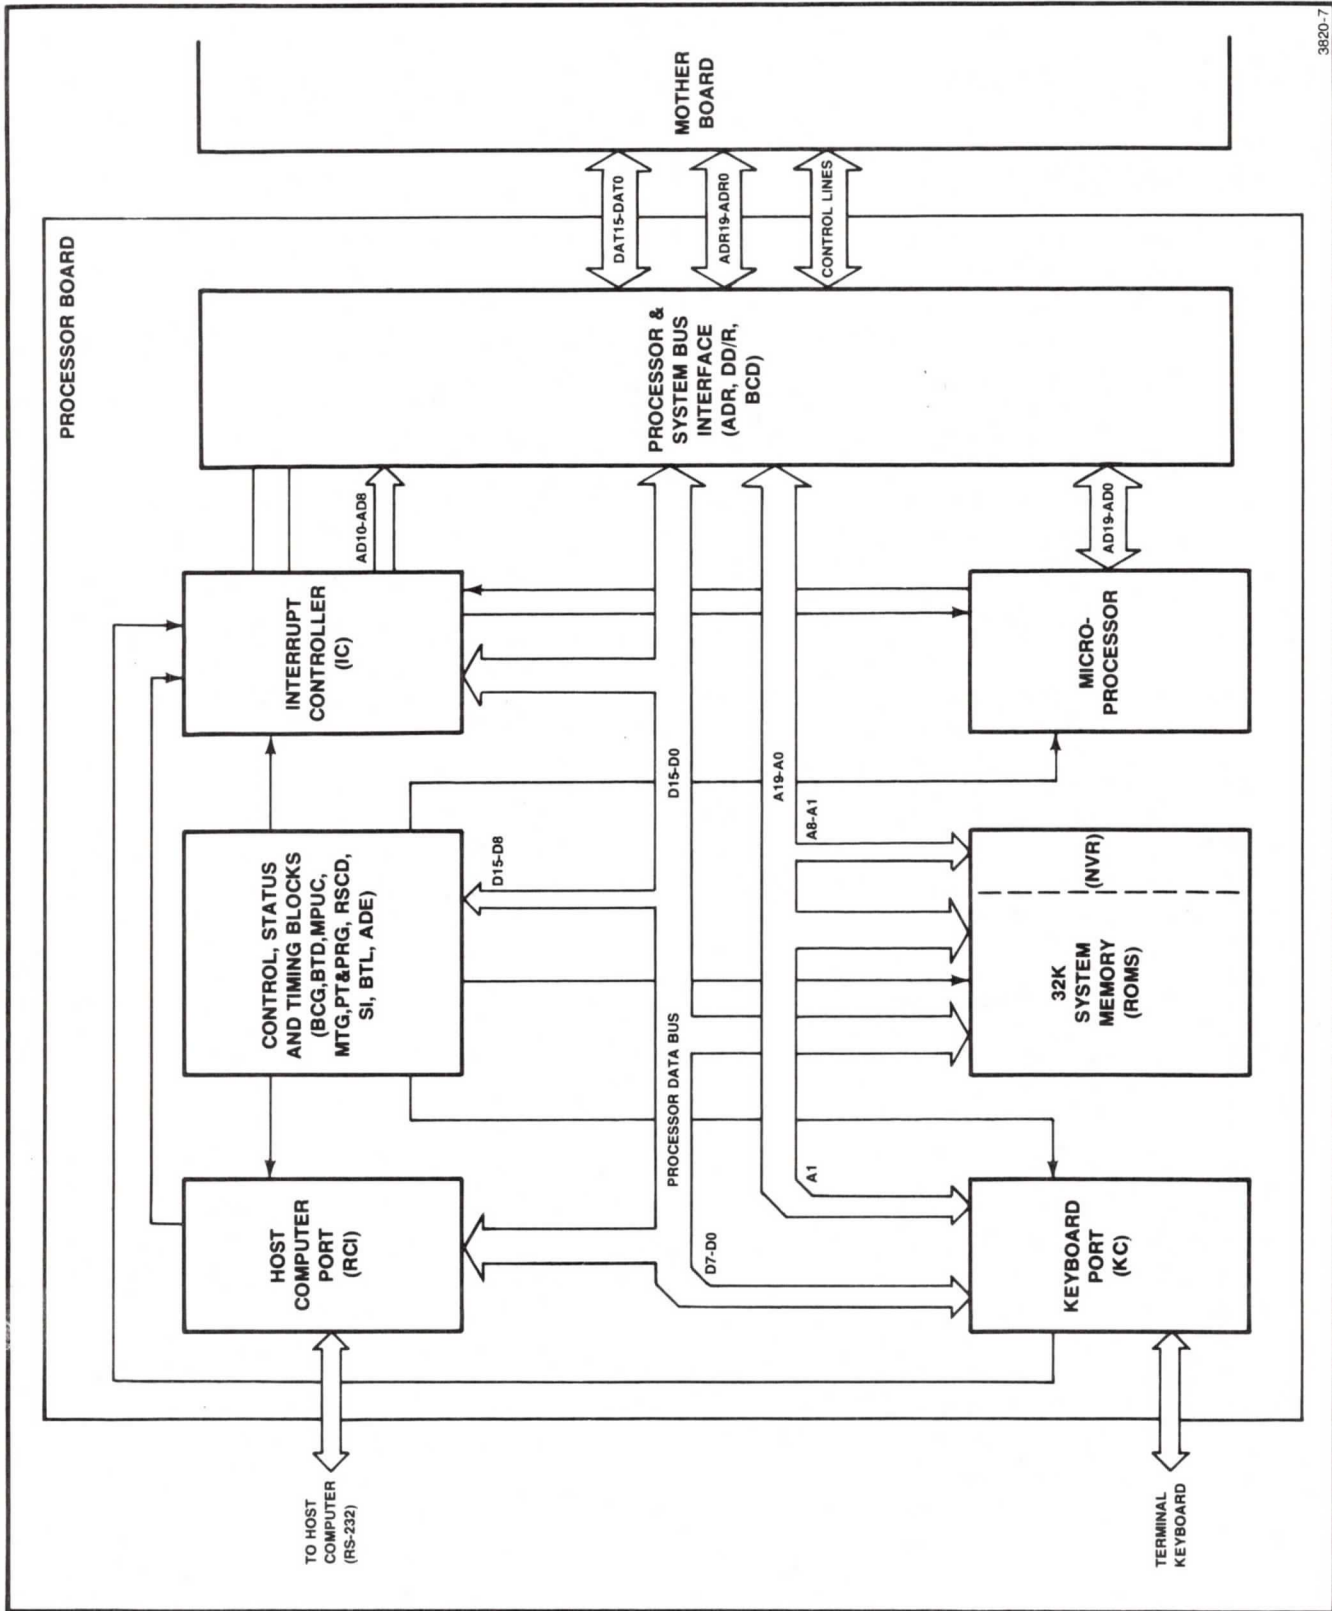 PROCESSOR BOARD
TO HOST
COMPUTER
(RS-232)
HOST
COMPUTER
PORT
(RCI)
CONTROL, STATUS
AND TIMING BLOCKS
(BCG,BTD,MPUC,
MTG,PT&PRG, RSCD,
SI, BTL, ADE)
INTERRUPT
CONTROLLER
(IC)
AD10-AD8
D15-D8
PROCESSOR DATA BUS
D15-D0
D7-D0
A19-A0
A1
A8-A1
TERMINAL
KEYBOARD
KEYBOARD
PORT
(KC)
32K
SYSTEM
MEMORY
(ROMS)
(NVR)
MICRO-
PROCESSOR
AD19-AD0
PROCESSOR &
SYSTEM BUS
INTERFACE
(ADR, DD/R,
BCD)
DAT15-DAT0
ADR19-ADR0
CONTROL LINES
MOTHER
BOARD
3820-7